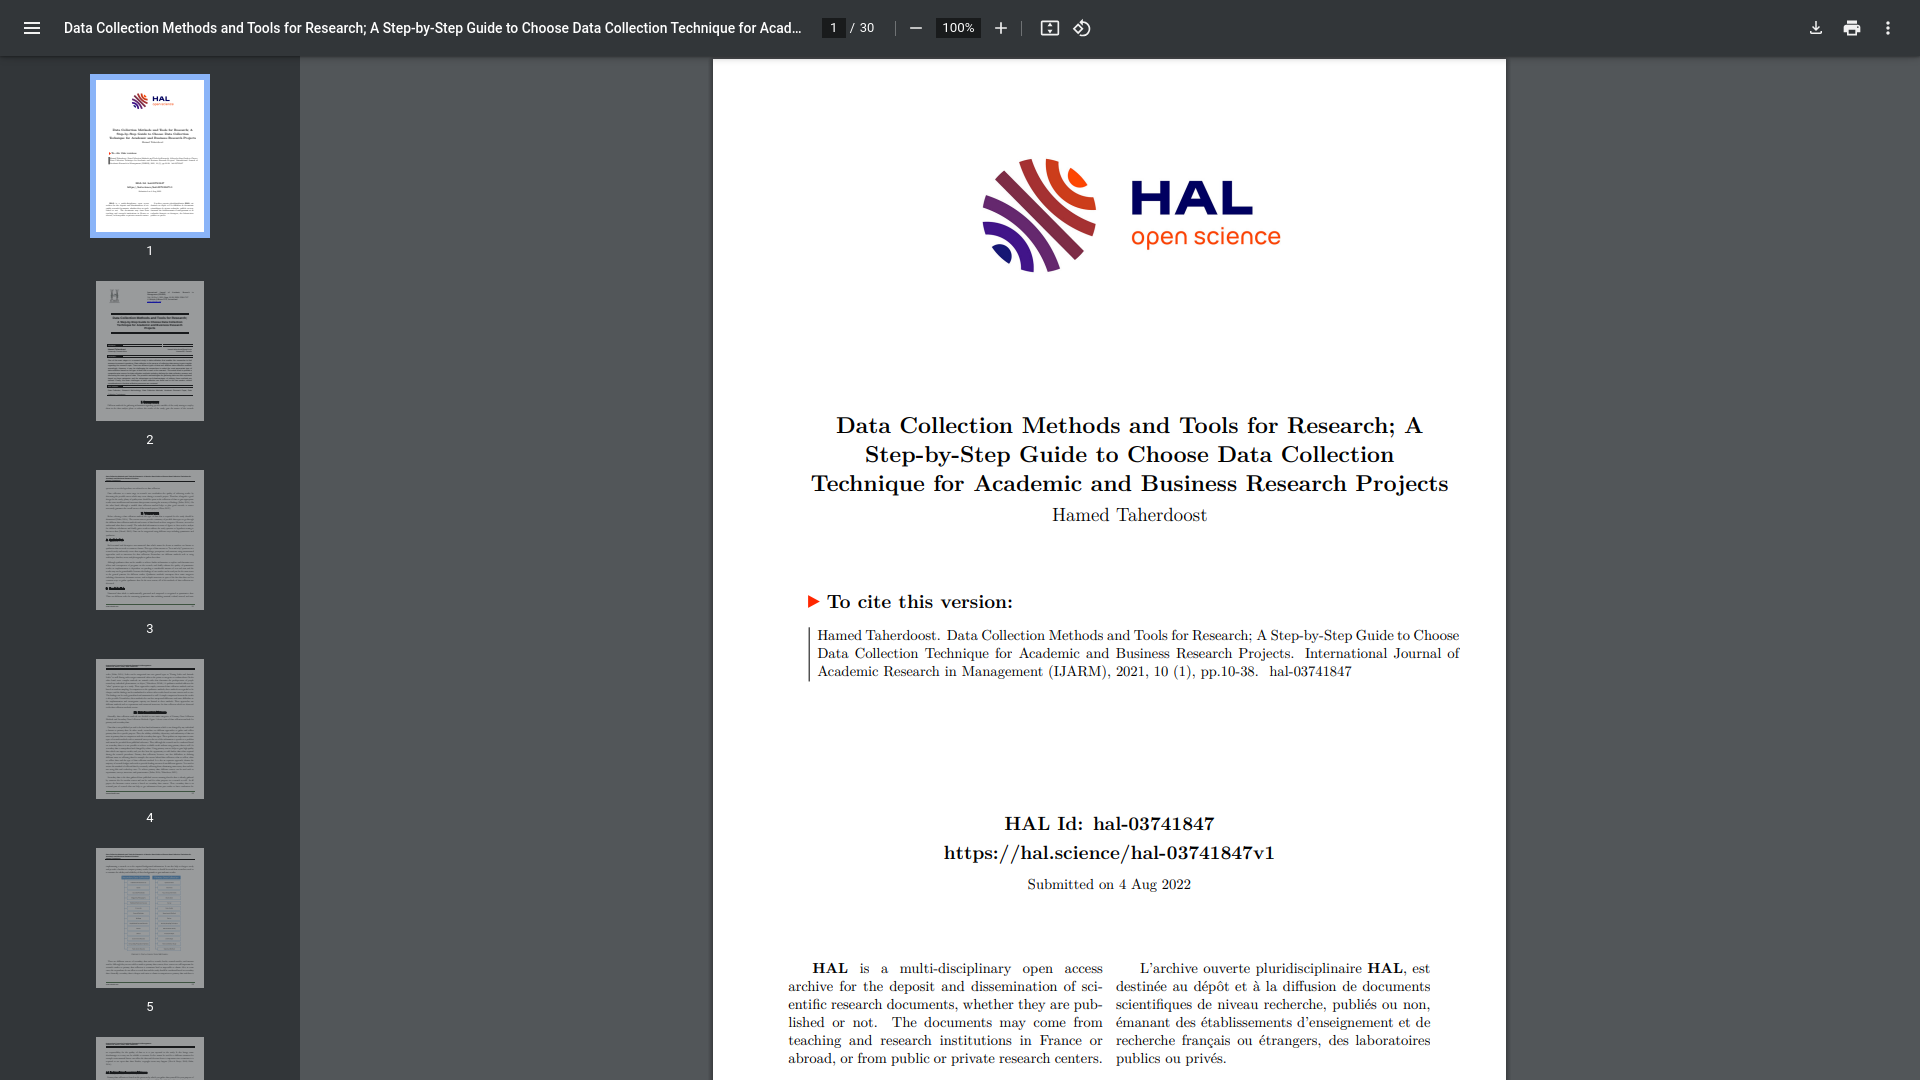 Data Collection Methods and Tools for Research; A Step-by-Step Guide to Choose Data Collection Technique for Acad...
1 / 30
100%
1
2
3
4
5
HAL
open science
Data Collection Methods and Tools for Research; A
Step-by-Step Guide to Choose Data Collection
Technique for Academic and Business Research Projects
Hamed Taherdoost
To cite this version:
Hamed Taherdoost. Data Collection Methods and Tools for Research; A Step-by-Step Guide to Choose
Data Collection Technique for Academic and Business Research Projects. International Journal of
Academic Research in Management (IJARM), 2021, 10 (1), pp.10-38. hal-03741847
HAL Id: hal-03741847
https://hal.science/hal-03741847v1
Submitted on 4 Aug 2022
HAL is a multi-disciplinary open access
archive for the deposit and dissemination of sci-
entific research documents, whether they are pub-
lished or not. The documents may come from
teaching and research institutions in France or
abroad, or from public or private research centers.
L'archive ouverte pluridisciplinaire HAL, est
destinée au dépôt et à la diffusion de documents
scientifiques de niveau recherche, publiés ou non,
émanant des établissements d'enseignement et de
recherche français ou étrangers, des laboratoires
publics ou privés.